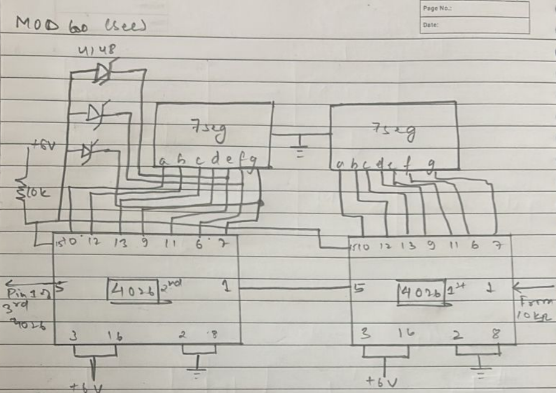 Page No.:
Date:
MOD 60 (sec)
4148
+6V
10k
7seg
7seg
a b c d e f g
a b c d e f g
15 10 12 13 9 11 6 7
15 10 12 13 9 11 6 7
5 4026 2nd 1
5 4026 1st 1
Pin 1 of
3rd
4026
From
10kΩ
3 16 2 8
3 16 2 8
+6V
+6V